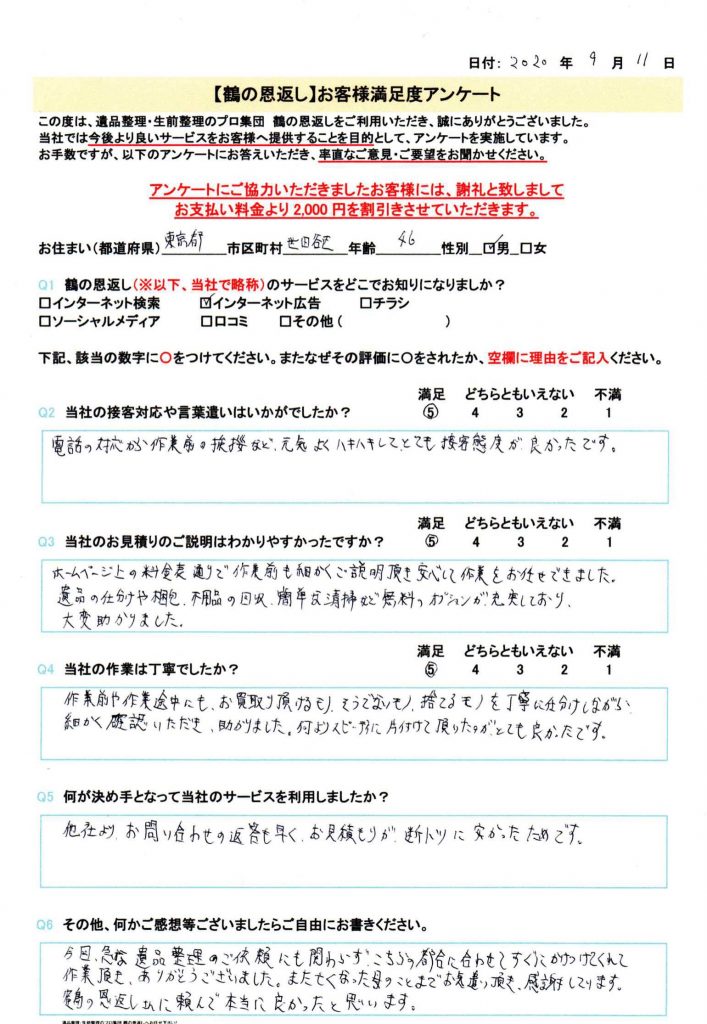 日付: 2020 年 9 月 11 日
【鶴の恩返し】お客様満足度アンケート
この度は、遺品整理・生前整理のプロ集団 鶴の恩返しをご利用いただき、誠にありがとうございました。
当社では今後より良いサービスをお客様へ提供することを目的として、アンケートを実施しています。
お手数ですが、以下のアンケートにお答えいただき、率直なご意見・ご要望をお聞かせください。
アンケートにご協力いただきましたお客様には、謝礼と致しまして
お支払い料金より 2,000 円を割引きさせていただきます。
お住まい(都道府県) 東京都 市区町村 世田谷区 年齢 46 性別 ☑男 □女
Q1 鶴の恩返し(※以下、当社で略称)のサービスをどこでお知りになりましたか?
□インターネット検索 ☑インターネット広告 □チラシ
□ソーシャルメディア □口コミ □その他 ( )
下記、該当の数字に〇をつけてください。またなぜその評価に〇をされたか、空欄に理由をご記入ください。
満足 どちらともいえない 不満
Q2 当社の接客対応や言葉遣いはいかがでしたか? ⑤ 4 3 2 1
電話の対応から作業前の挨拶など、元気よくハキハキしてとても接客態度が良かったです。
満足 どちらともいえない 不満
Q3 当社のお見積りのご説明はわかりやすかったですか? ⑤ 4 3 2 1
ホームページ上の料金表通りで作業前も細かくご説明頂き安心して作業をお任せできました。
遺品の仕分けや梱包、不用品の回収、簡単な清掃など無料のオプションが充実しており、
大変助かりました。
満足 どちらともいえない 不満
Q4 当社の作業は丁寧でしたか? ⑤ 4 3 2 1
作業前や作業途中にも、お買取り頂けるモノ、そうでないモノ、捨てるモノを丁寧に仕分けしながら、
細かく確認いただき、助かりました。何よりスピーディに片付けて頂けたのがとても良かったです。
Q5 何が決め手となって当社のサービスを利用しましたか?
他社より、お問い合わせの返答も早く、お見積もりが、断トツに安かったためです。
Q6 その他、何かご感想等ございましたらご自由にお書きください。
今回、急な遺品整理のご依頼にも関わらず、こちらの都合に合わせてすぐにかけつけてくれて
作業頂き、ありがとうございました。また亡くなった母のことまでお気遣い頂き、感謝しています。
鶴の恩返しさんに頼んで本当に良かったと思います。